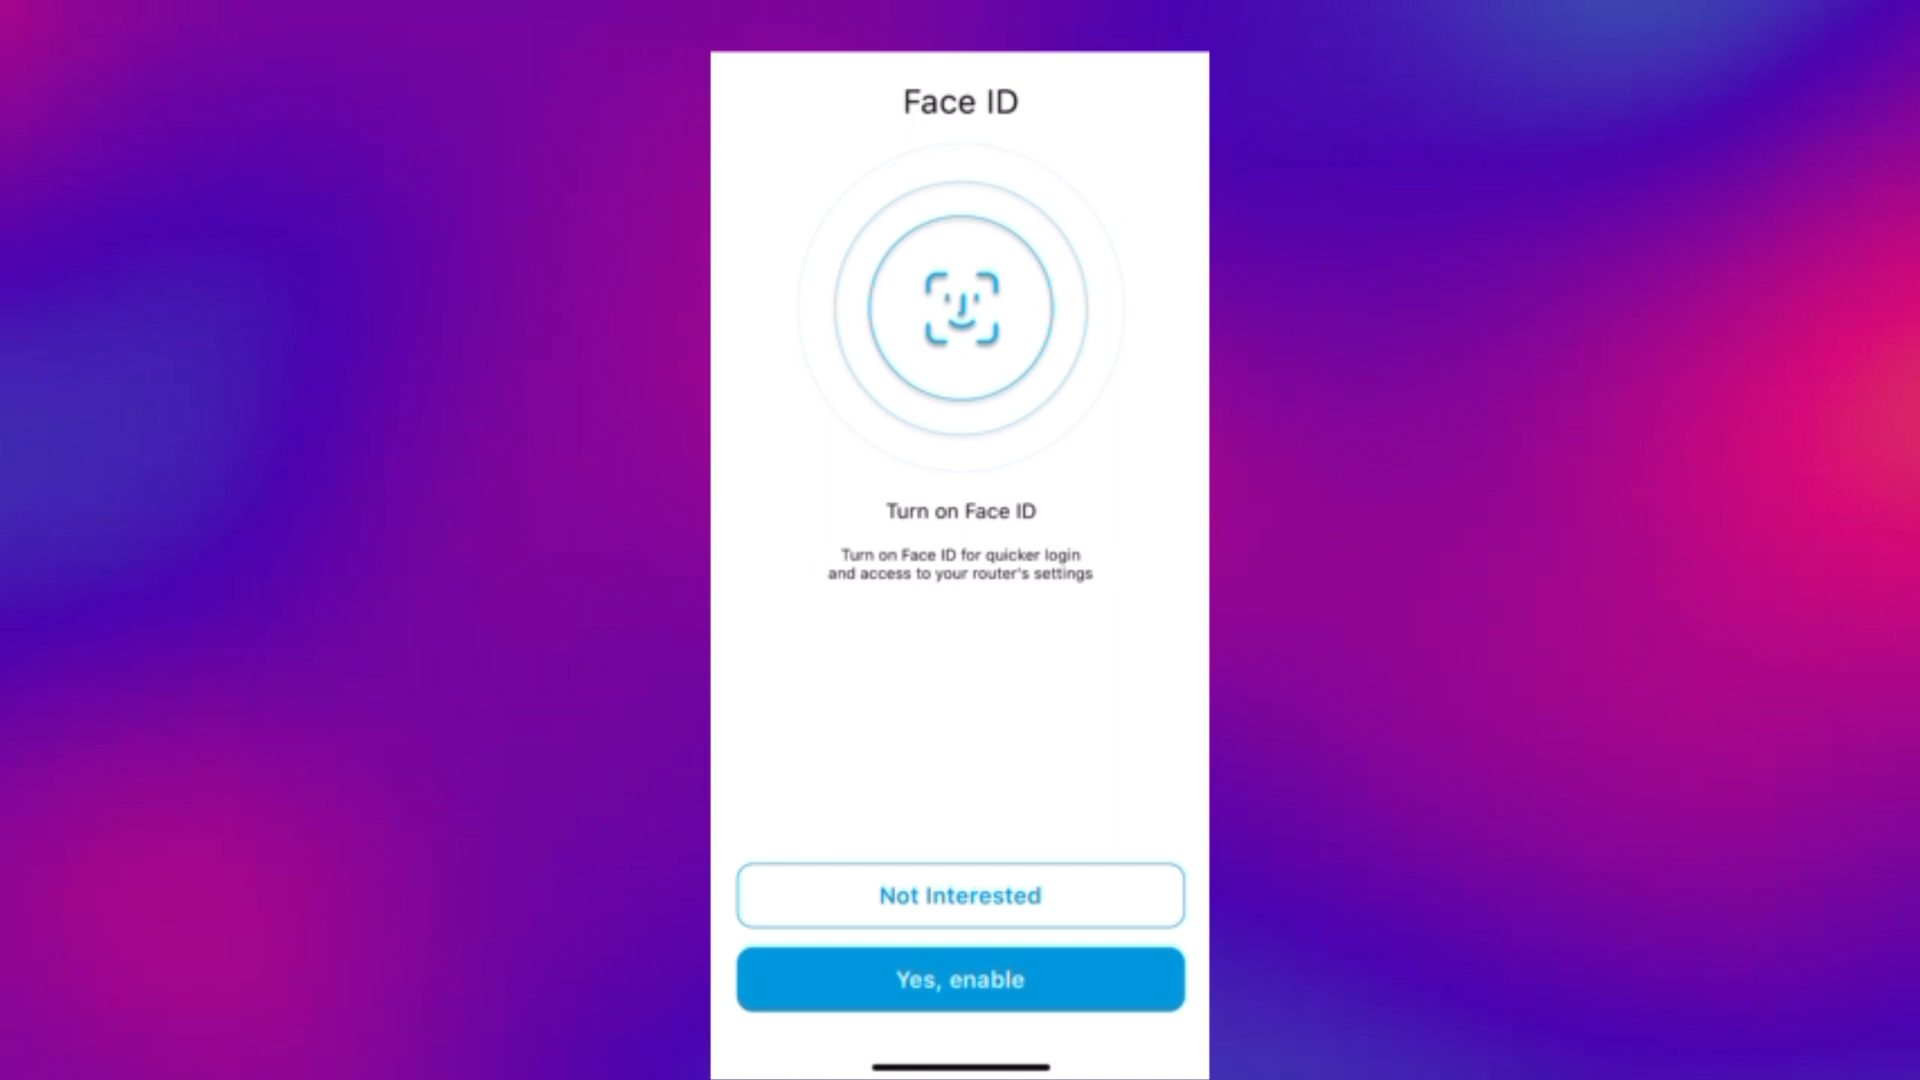 Face ID
Turn on Face ID
Turn on Face ID for quicker login
and access to your router's settings
Not Interested
Yes, enable